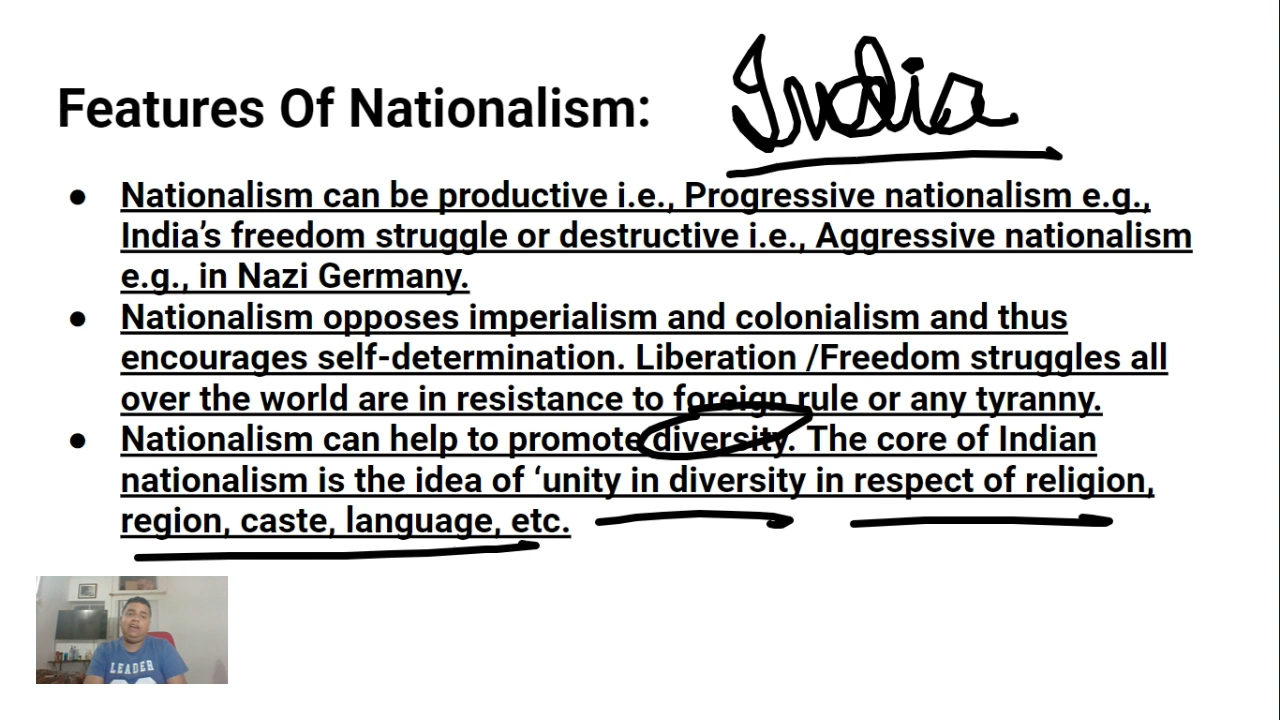 India
Features Of Nationalism:
● Nationalism can be productive i.e., Progressive nationalism e.g.,
India’s freedom struggle or destructive i.e., Aggressive nationalism
e.g., in Nazi Germany.
● Nationalism opposes imperialism and colonialism and thus
encourages self-determination. Liberation /Freedom struggles all
over the world are in resistance to foreign rule or any tyranny.
● Nationalism can help to promote diversity. The core of Indian
nationalism is the idea of ‘unity in diversity in respect of religion,
region, caste, language, etc.
LEADER